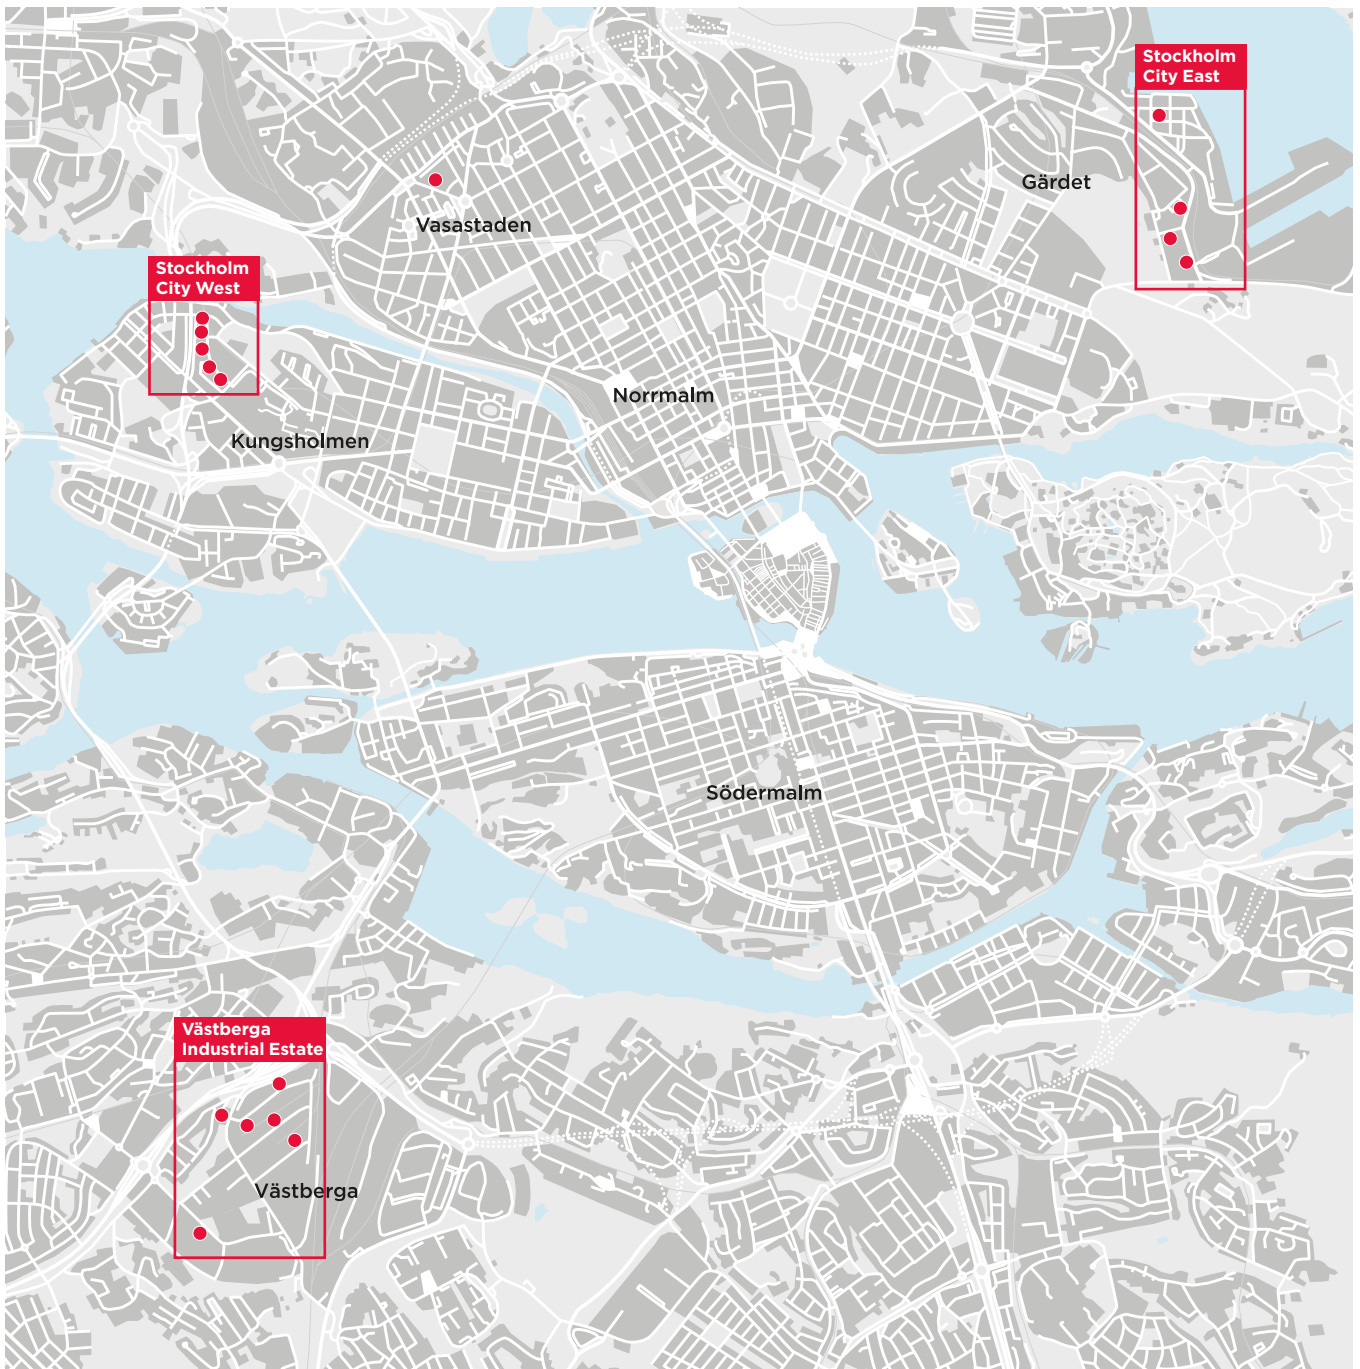 Stockholm
City East
Gärdet
Vasastaden
Stockholm
City West
Norrmalm
Kungsholmen
Södermalm
Västberga
Industrial Estate
Västberga